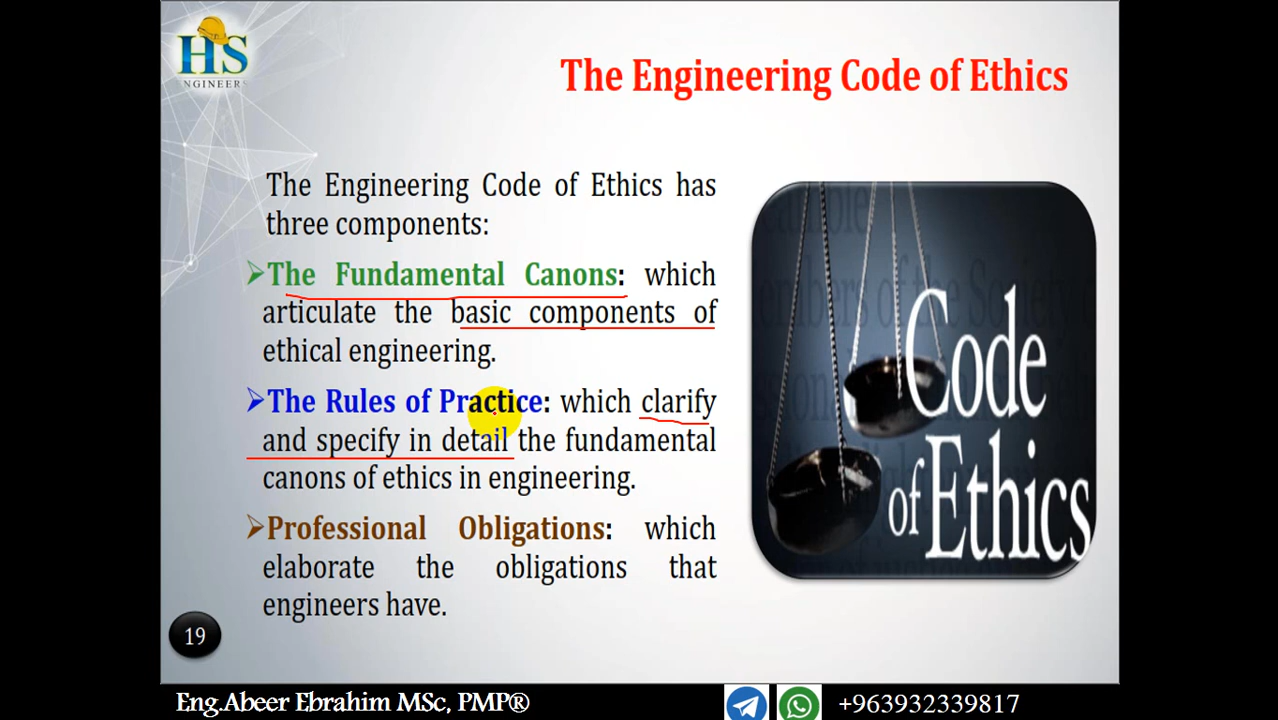 HS
ENGINEERS
The Engineering Code of Ethics
The Engineering Code of Ethics has
three components:
The Fundamental Canons: which
articulate the basic components of
ethical engineering.
The Rules of Practice: which clarify
and specify in detail the fundamental
canons of ethics in engineering.
Professional Obligations: which
elaborate the obligations that
engineers have.
Code
of Ethics
19
Eng.Abeer Ebrahim MSc, PMP®
+963932339817